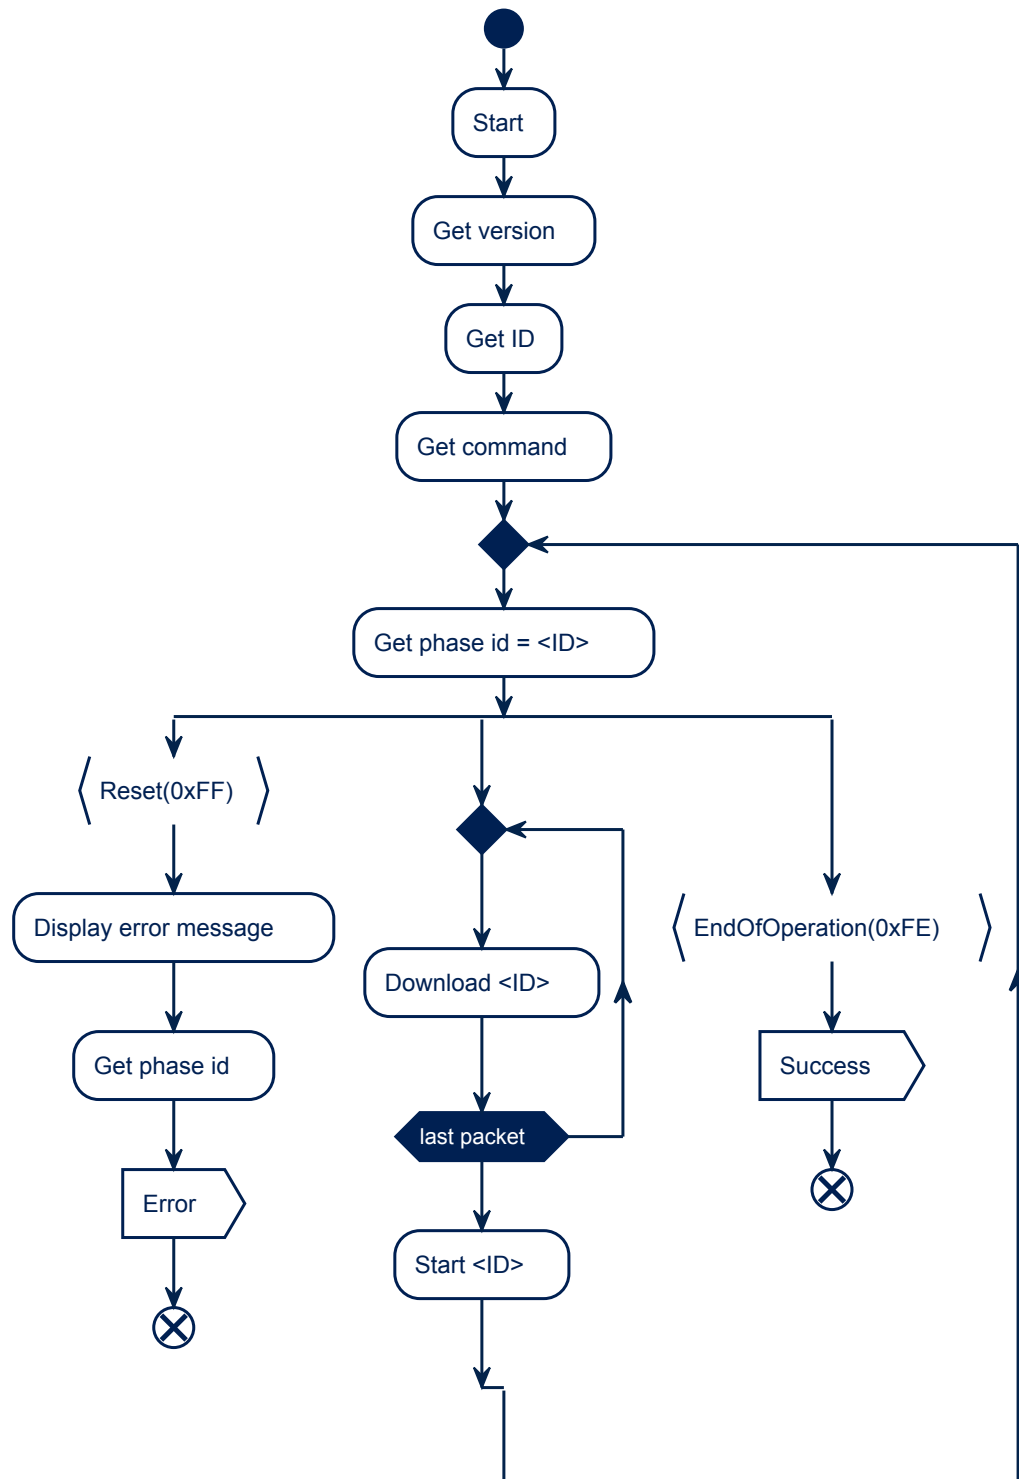 Start
Get version
Get ID
Get command
Get phase id = <ID>
Reset(0xFF)
Display error message
Download <ID>
EndOfOperation(0xFE)
Get phase id
Success
last packet
Error
Start <ID>